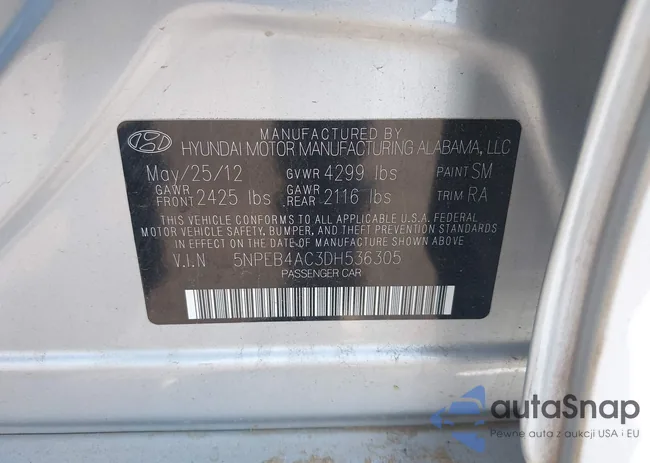 MANUFACTURED BY
HYUNDAI MOTOR MANUFACTURING ALABAMA, LLC
May/25/12 GVWR 4299 lbs PAINT SM
GAWR FRONT 2425 lbs GAWR REAR 2116 lbs TRIM RA
THIS VEHICLE CONFORMS TO ALL APPLICABLE U.S.A. FEDERAL
MOTOR VEHICLE SAFETY, BUMPER, AND THEFT PREVENTION STANDARDS
IN EFFECT ON THE DATE OF MANUFACTURE SHOWN ABOVE
V.I.N 5NPEB4AC3DH536305
PASSENGER CAR
autaSnap
Pewne auta z aukcji USA i EU